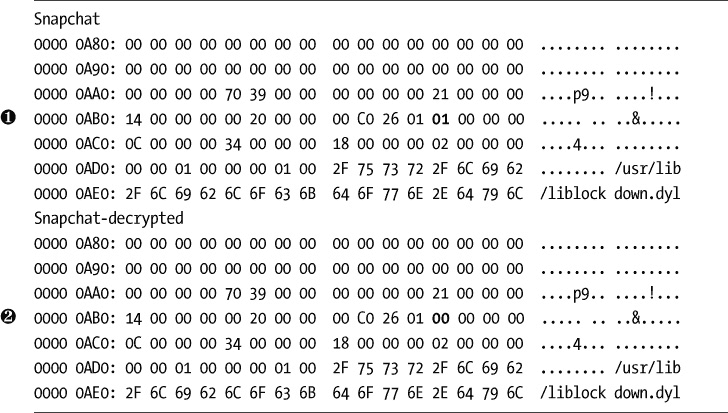 Snapchat
0000 0A80: 00 00 00 00 00 00 00 00 00 00 00 00 00 00 00 00 ........ ........
0000 0A90: 00 00 00 00 00 00 00 00 00 00 00 00 00 00 00 00 ........ ........
0000 0AA0: 00 00 00 00 70 39 00 00 00 00 00 00 21 00 00 00 ....p9.. ....!...
❶ 0000 0AB0: 14 00 00 00 00 20 00 00 00 C0 26 01 01 00 00 00 ..... .. ..&.....
0000 0AC0: 0C 00 00 00 34 00 00 00 18 00 00 00 02 00 00 00 ....4... ........
0000 0AD0: 00 00 01 00 00 00 01 00 2F 75 73 72 2F 6C 69 62 ........ /usr/lib
0000 0AE0: 2F 6C 69 62 6C 6F 63 6B 64 6F 77 6E 2E 64 79 6C /liblock down.dyl
Snapchat-decrypted
0000 0A80: 00 00 00 00 00 00 00 00 00 00 00 00 00 00 00 00 ........ ........
0000 0A90: 00 00 00 00 00 00 00 00 00 00 00 00 00 00 00 00 ........ ........
0000 0AA0: 00 00 00 00 70 39 00 00 00 00 00 00 21 00 00 00 ....p9.. ....!...
❷ 0000 0AB0: 14 00 00 00 00 20 00 00 00 C0 26 01 00 00 00 00 ..... .. ..&.....
0000 0AC0: 0C 00 00 00 34 00 00 00 18 00 00 00 02 00 00 00 ....4... ........
0000 0AD0: 00 00 01 00 00 00 01 00 2F 75 73 72 2F 6C 69 62 ........ /usr/lib
0000 0AE0: 2F 6C 69 62 6C 6F 63 6B 64 6F 77 6E 2E 64 79 6C /liblock down.dyl